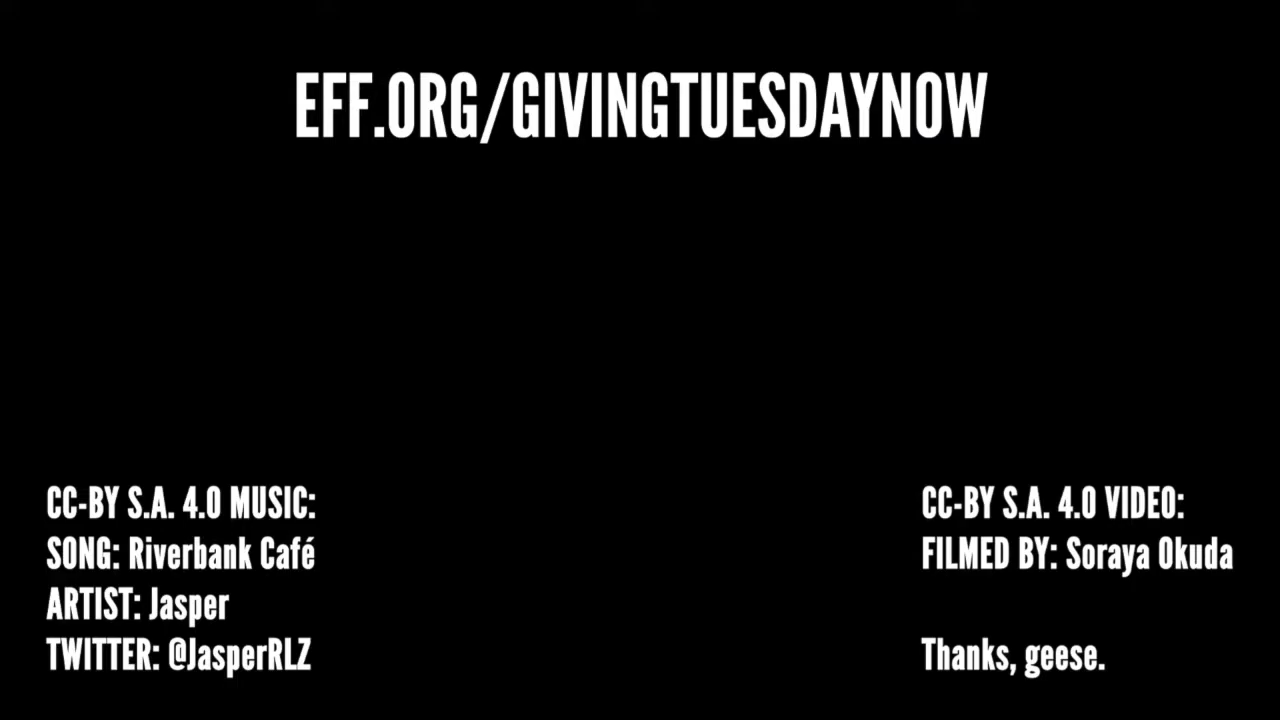 EFF.ORG/GIVINGTUESDAYNOW
CC-BY S.A. 4.0 MUSIC:
SONG: Riverbank Café
ARTIST: Jasper
TWITTER: @JasperRLZ
CC-BY S.A. 4.0 VIDEO:
FILMED BY: Soraya Okuda
Thanks, geese.